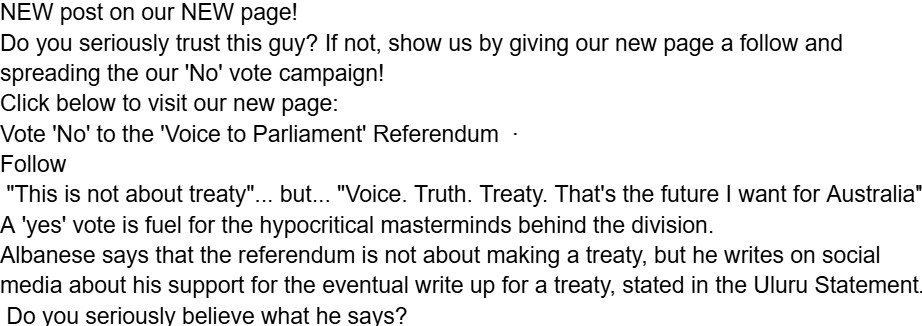 NEW post on our NEW page!
Do you seriously trust this guy? If not, show us by giving our new page a follow and
spreading the our 'No' vote campaign!
Click below to visit our new page:
Vote 'No' to the 'Voice to Parliament' Referendum  ·
Follow
"This is not about treaty"... but... "Voice. Truth. Treaty. That's the future I want for Australia"
A 'yes' vote is fuel for the hypocritical masterminds behind the division.
Albanese says that the referendum is not about making a treaty, but he writes on social
media about his support for the eventual write up for a treaty, stated in the Uluru Statement.
Do you seriously believe what he says?